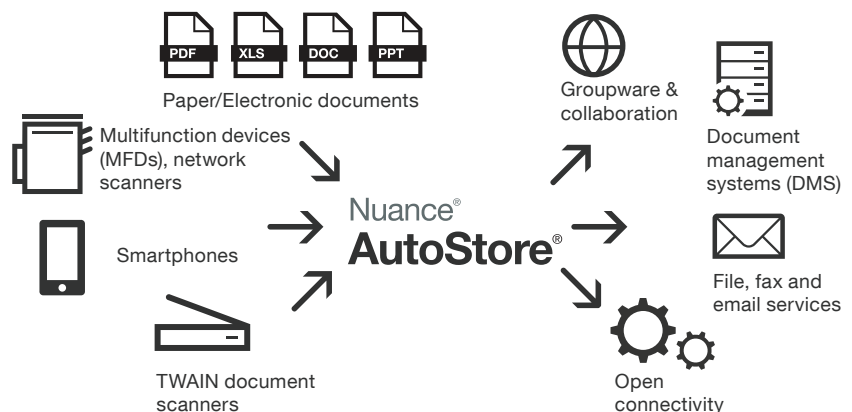 PDF
XLS
DOC
PPT
Paper/Electronic documents
Multifunction devices
(MFDs), network
scanners
Smartphones
TWAIN document
scanners
Nuance®
AutoStore®
Groupware &
collaboration
Document
management
systems (DMS)
File, fax and
email services
Open
connectivity